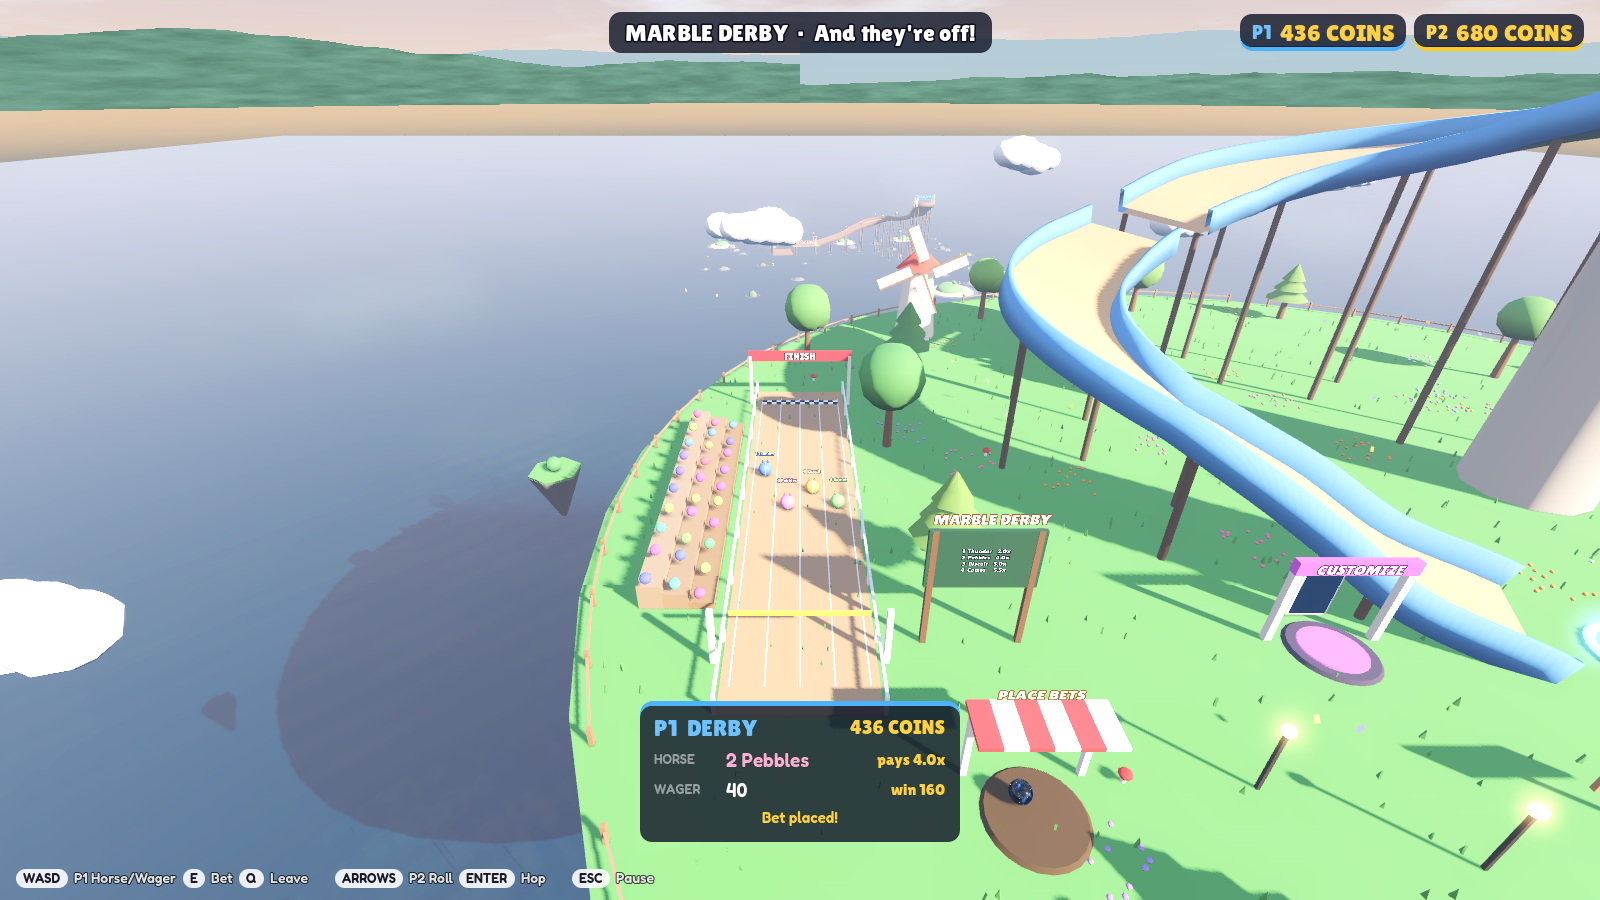 MARBLE DERBY · And they're off!
P1 436 COINS
P2 680 COINS
FINISH
MARBLE DERBY
CUSTOMIZE
PLACE BETS
P1 DERBY 436 COINS
HORSE 2 Pebbles pays 4.0x
WAGER 40 win 160
Bet placed!
WASD P1 Horse/Wager E Bet Q Leave ARROWS P2 Roll ENTER Hop ESC Pause